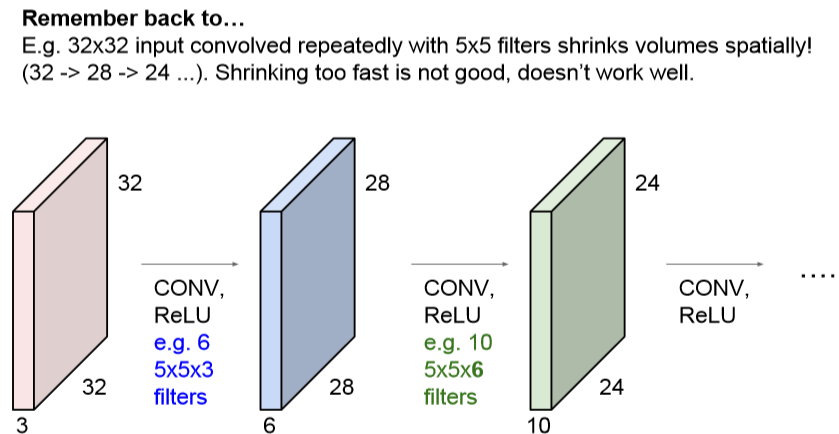 Remember back to…
E.g. 32x32 input convolved repeatedly with 5x5 filters shrinks volumes spatially!
(32 -> 28 -> 24 ...). Shrinking too fast is not good, doesn’t work well.
32
28
24
CONV,
ReLU
e.g. 6
5x5x3
filters
CONV,
ReLU
e.g. 10
5x5x6
filters
CONV,
ReLU
....
32
28
24
3
6
10